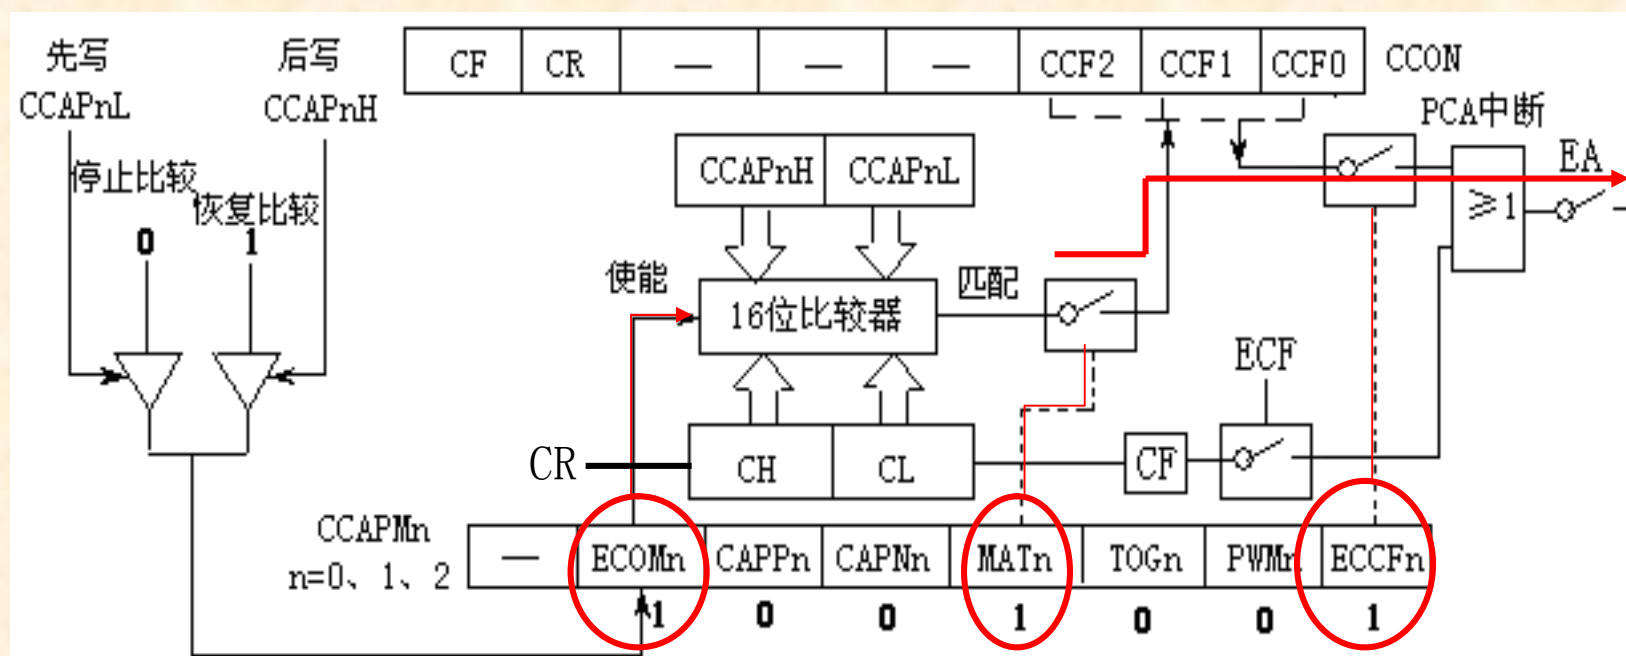 先写
CCAPnL
后写
CCAPnH
CF CR — — — CCF2 CCF1 CCF0 CCON
PCA中断
EA
停止比较
0
恢复比较
1
CCAPnH CCAPnL
≥1
使能
16位比较器
匹配
ECF
CR
CH CL
CF
CCAPMn
n=0、1、2
— ECOMn CAPPn CAPNn MATn TOGn PWMn ECCFn
1 0 0 1 0 0 1